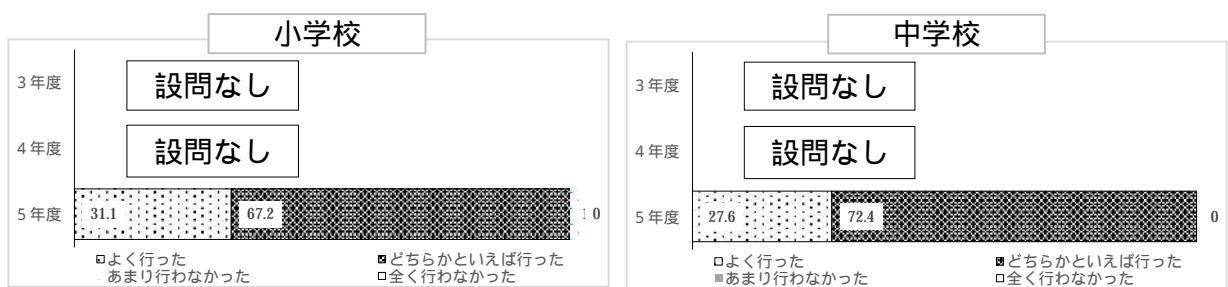 小学校
3年度
設問なし
4年度
設問なし
5年度
31.1
67.2
0
よく行った
どちらかといえば行った
あまり行わなかった
全く行わなかった
中学校
3年度
設問なし
4年度
設問なし
5年度
27.6
72.4
0
よく行った
どちらかといえば行った
あまり行わなかった
全く行わなかった